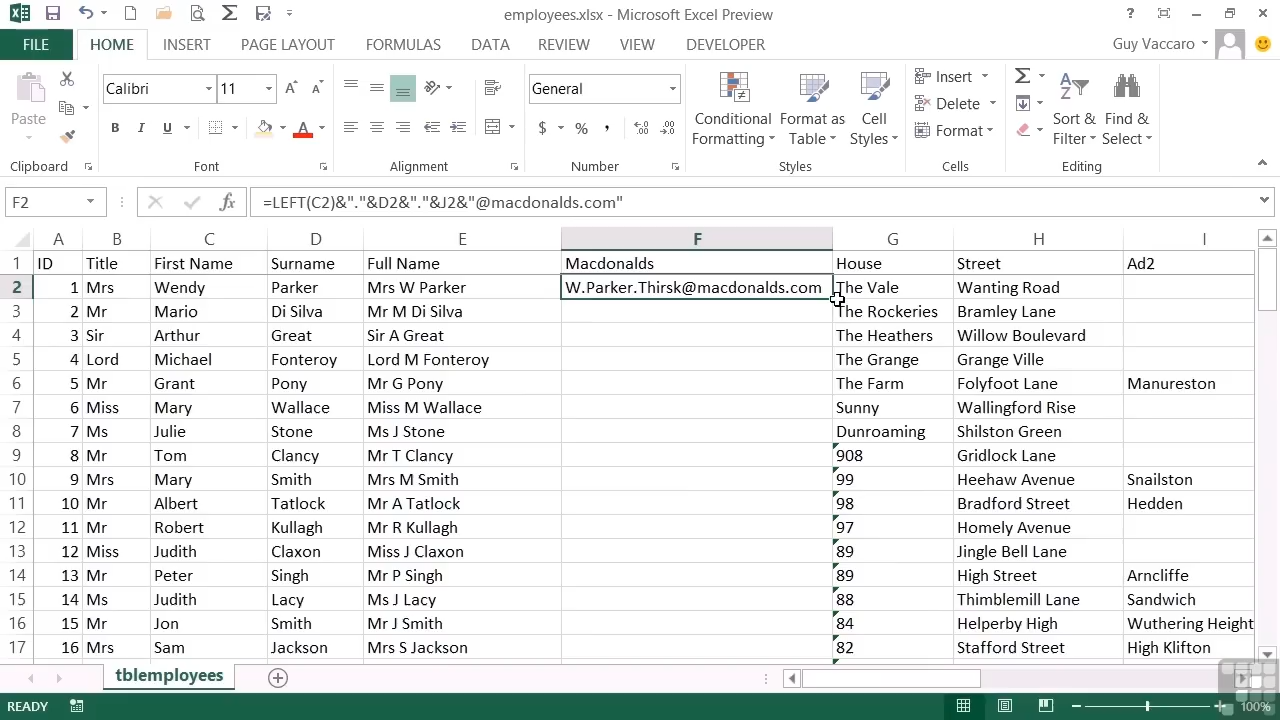 employees.xlsx - Microsoft Excel Preview
?
FILE HOME INSERT PAGE LAYOUT FORMULAS DATA REVIEW VIEW DEVELOPER Guy Vaccaro
Paste
Calibri 11
B I U A
General
$ % ,
Conditional Formatting
Format as Table
Cell Styles
Insert
Delete
Format
Sort & Filter
Find & Select
Clipboard Font Alignment Number Styles Cells Editing
F2 fx =LEFT(C2)&"."&D2&"."&J2&"@macdonalds.com"
A B C D E F G H I
1 ID Title First Name Surname Full Name Macdonalds House Street Ad2
2 1 Mrs Wendy Parker Mrs W Parker W.Parker.Thirsk@macdonalds.com The Vale Wanting Road
3 2 Mr Mario Di Silva Mr M Di Silva The Rockeries Bramley Lane
4 3 Sir Arthur Great Sir A Great The Heathers Willow Boulevard
5 4 Lord Michael Fonteroy Lord M Fonteroy The Grange Grange Ville
6 5 Mr Grant Pony Mr G Pony The Farm Folyfoot Lane Manureston
7 6 Miss Mary Wallace Miss M Wallace Sunny Wallingford Rise
8 7 Ms Julie Stone Ms J Stone Dunroaming Shilston Green
9 8 Mr Tom Clancy Mr T Clancy 908 Gridlock Lane
10 9 Mrs Mary Smith Mrs M Smith 99 Heehaw Avenue Snailston
11 10 Mr Albert Tatlock Mr A Tatlock 98 Bradford Street Hedden
12 11 Mr Robert Kullagh Mr R Kullagh 97 Homely Avenue
13 12 Miss Judith Claxon Miss J Claxon 89 Jingle Bell Lane
14 13 Mr Peter Singh Mr P Singh 89 High Street Arncliffe
15 14 Ms Judith Lacy Ms J Lacy 88 Thimblemill Lane Sandwich
16 15 Mr Jon Smith Mr J Smith 84 Helperby High Wuthering Height
17 16 Mrs Sam Jackson Mrs S Jackson 82 Stafford Street High Klifton
tblemployees
READY 100%